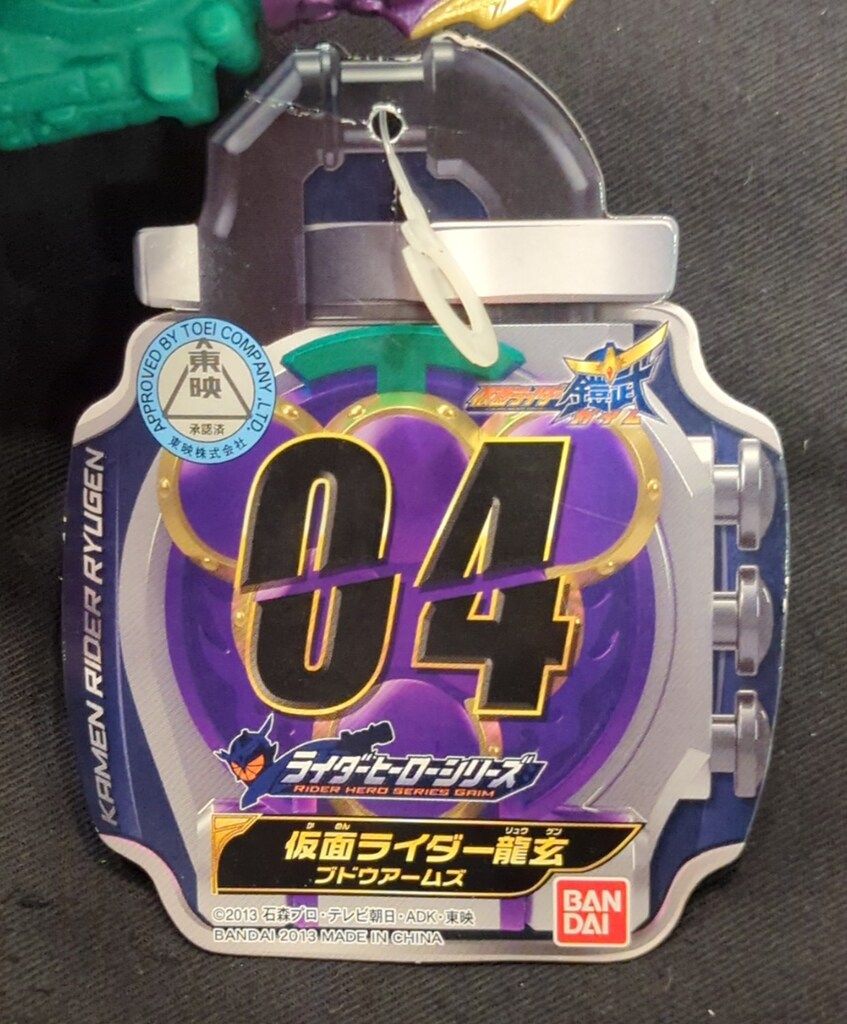 APPROVED BY TOEI COMPANY, LTD.
東映
承認済
東映株式会社
仮面ライダー
鎧武
ガイム
KAMEN RIDER RYUGEN
04
ライダーヒーローシリーズ
RIDER HERO SERIES GAIM
か めん リュウ ゲン
仮面ライダー龍玄
ブドウアームズ
©2013 石森プロ・テレビ朝日・ADK・東映
BANDAI 2013 MADE IN CHINA
BAN
DAI